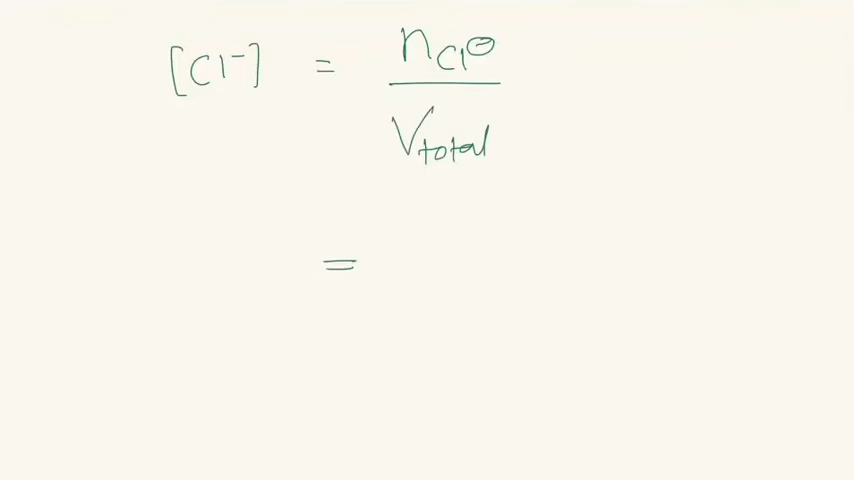 [Cl⁻] = n_Cl⊖
V_total
=